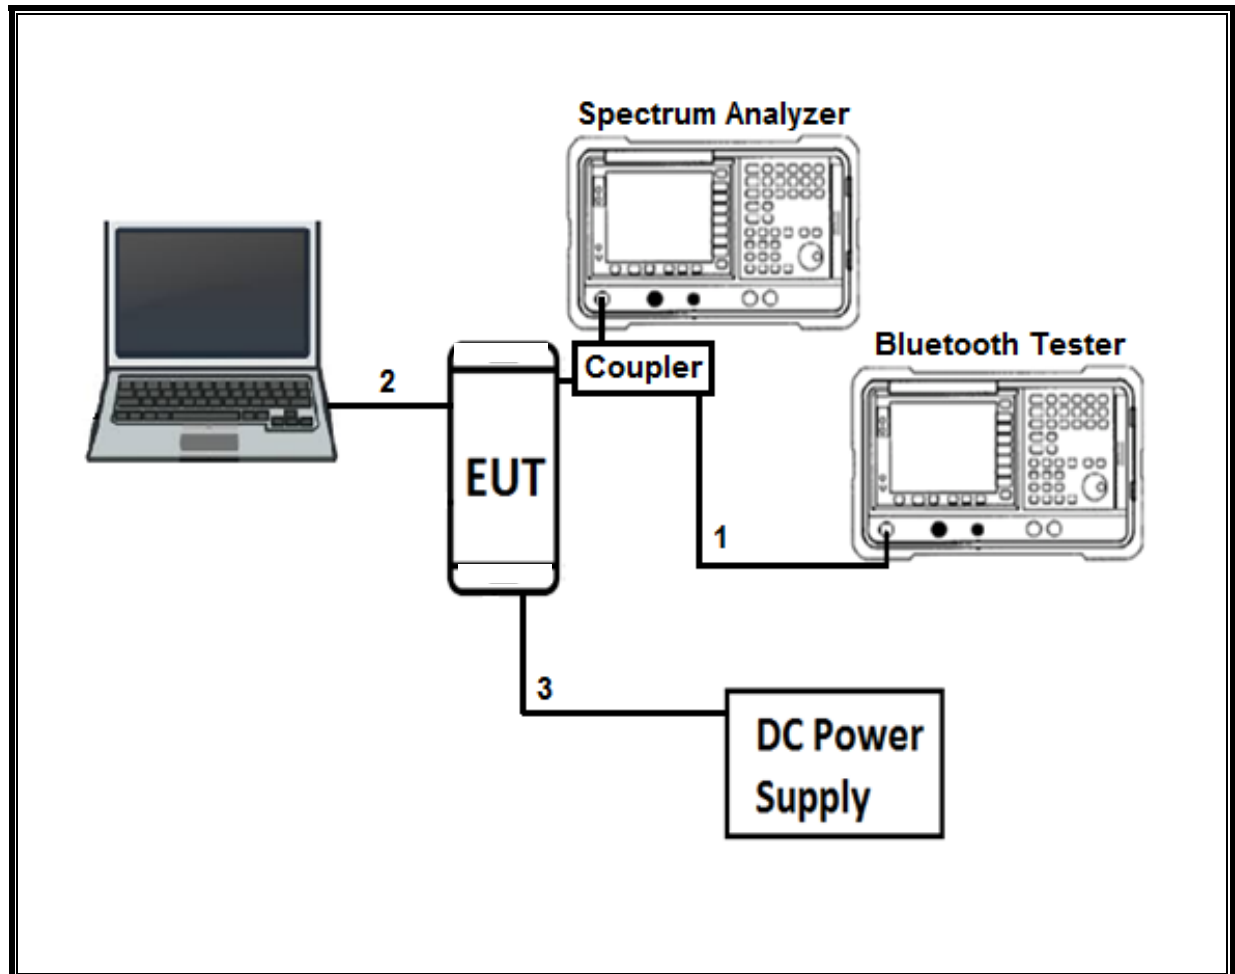 Spectrum Analyzer
Bluetooth Tester
Coupler
2
EUT
1
3
DC Power
Supply